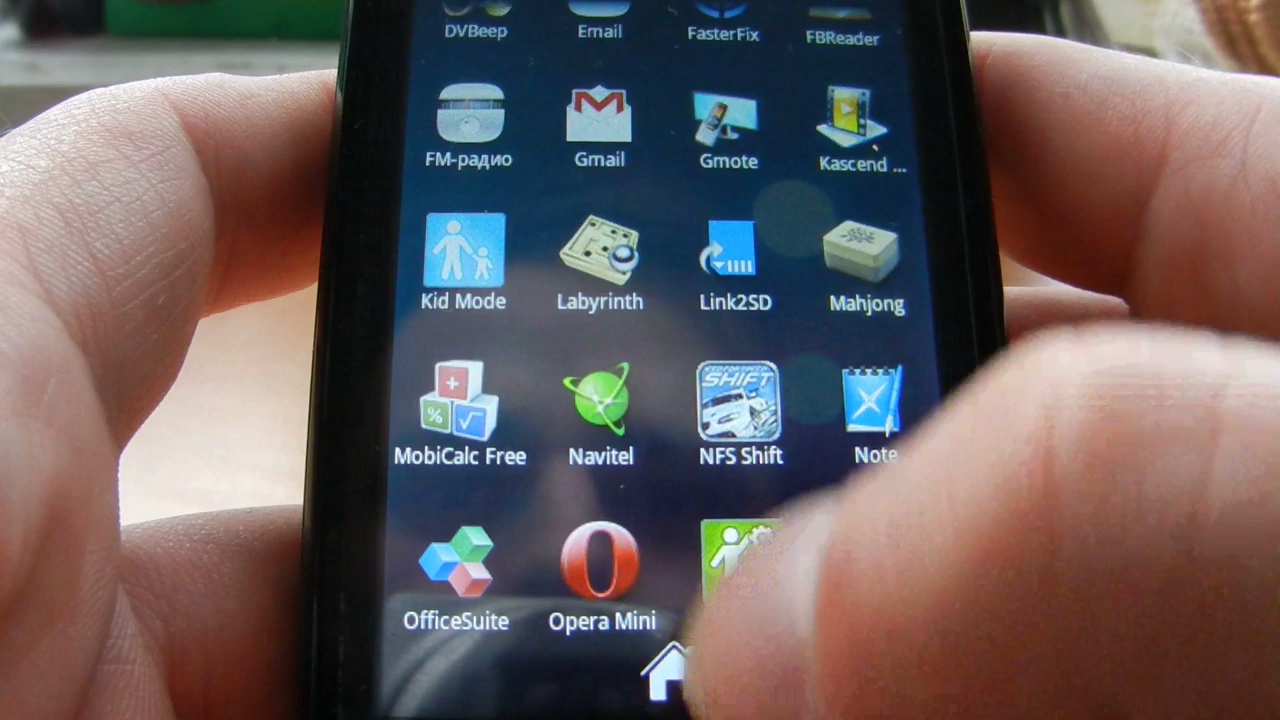 DVBeep Email FasterFix FBReader
FM-радио Gmail Gmote Kascend ...
Kid Mode Labyrinth Link2SD Mahjong
SHIFT
MobiCalc Free Navitel NFS Shift Note
OfficeSuite Opera Mini